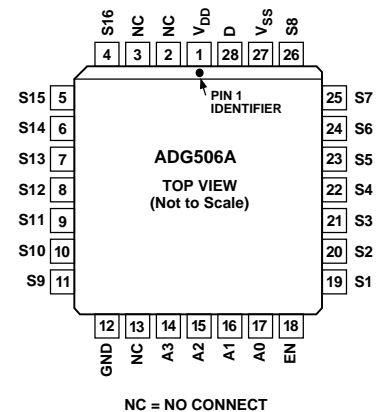 S16 NC NC VDD D VSS S8
4 3 2 1 28 27 26
PIN 1
IDENTIFIER
S15 5
S14 6
S13 7
S12 8
S11 9
S10 10
S9 11
ADG506A
TOP VIEW
(Not to Scale)
25 S7
24 S6
23 S5
22 S4
21 S3
20 S2
19 S1
12 13 14 15 16 17 18
GND NC A3 A2 A1 A0 EN
NC = NO CONNECT